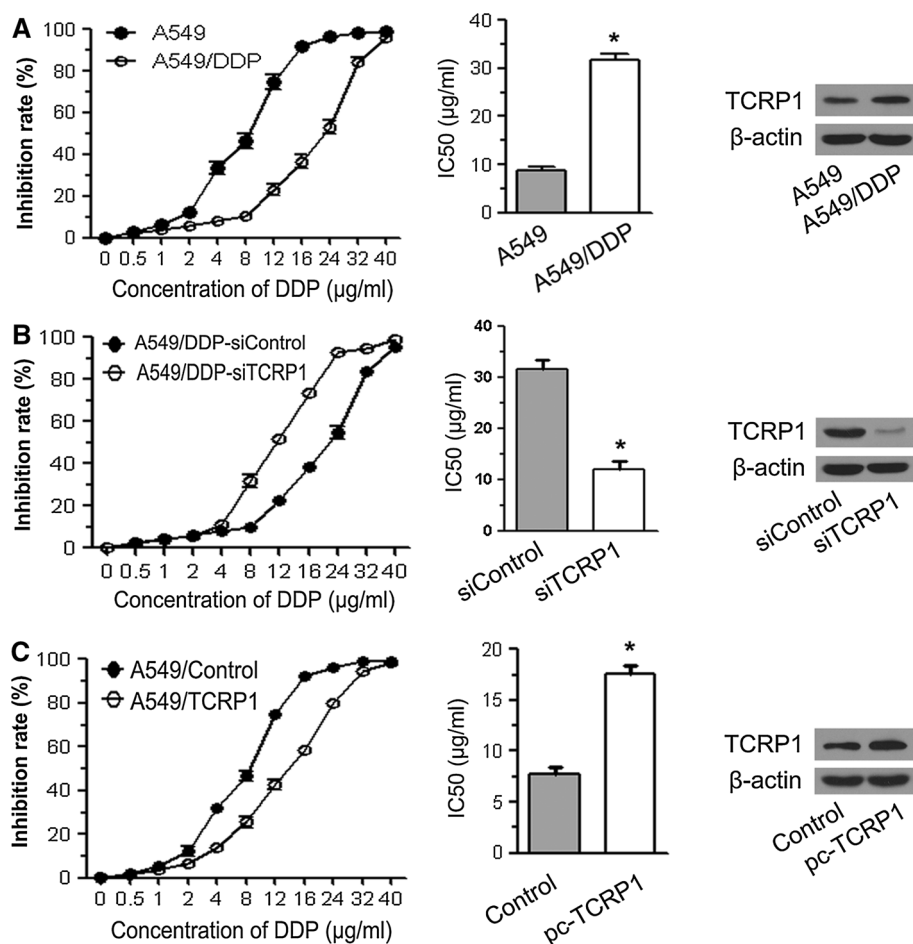 A
A549
A549/DDP
Inhibition rate (%)
100
80
60
40
20
0
0 0.5 1 2 4 8 12 16 24 32 40
Concentration of DDP (µg/ml)
IC50 (µg/ml)
40
30
20
10
0
*
A549
A549/DDP
TCRP1
β-actin
A549
A549/DDP
B
A549/DDP-siControl
A549/DDP-siTCRP1
Inhibition rate (%)
100
80
60
40
20
0
0 0.5 1 2 4 8 12 16 24 32 40
Concentration of DDP (µg/ml)
IC50 (µg/ml)
40
30
20
10
0
*
siControl
siTCRP1
TCRP1
β-actin
siControl
siTCRP1
C
A549/Control
A549/TCRP1
Inhibition rate (%)
100
80
60
40
20
0
0 0.5 1 2 4 8 12 16 24 32 40
Concentration of DDP (µg/ml)
IC50 (µg/ml)
20
15
10
5
0
*
Control
pc-TCRP1
TCRP1
β-actin
Control
pc-TCRP1